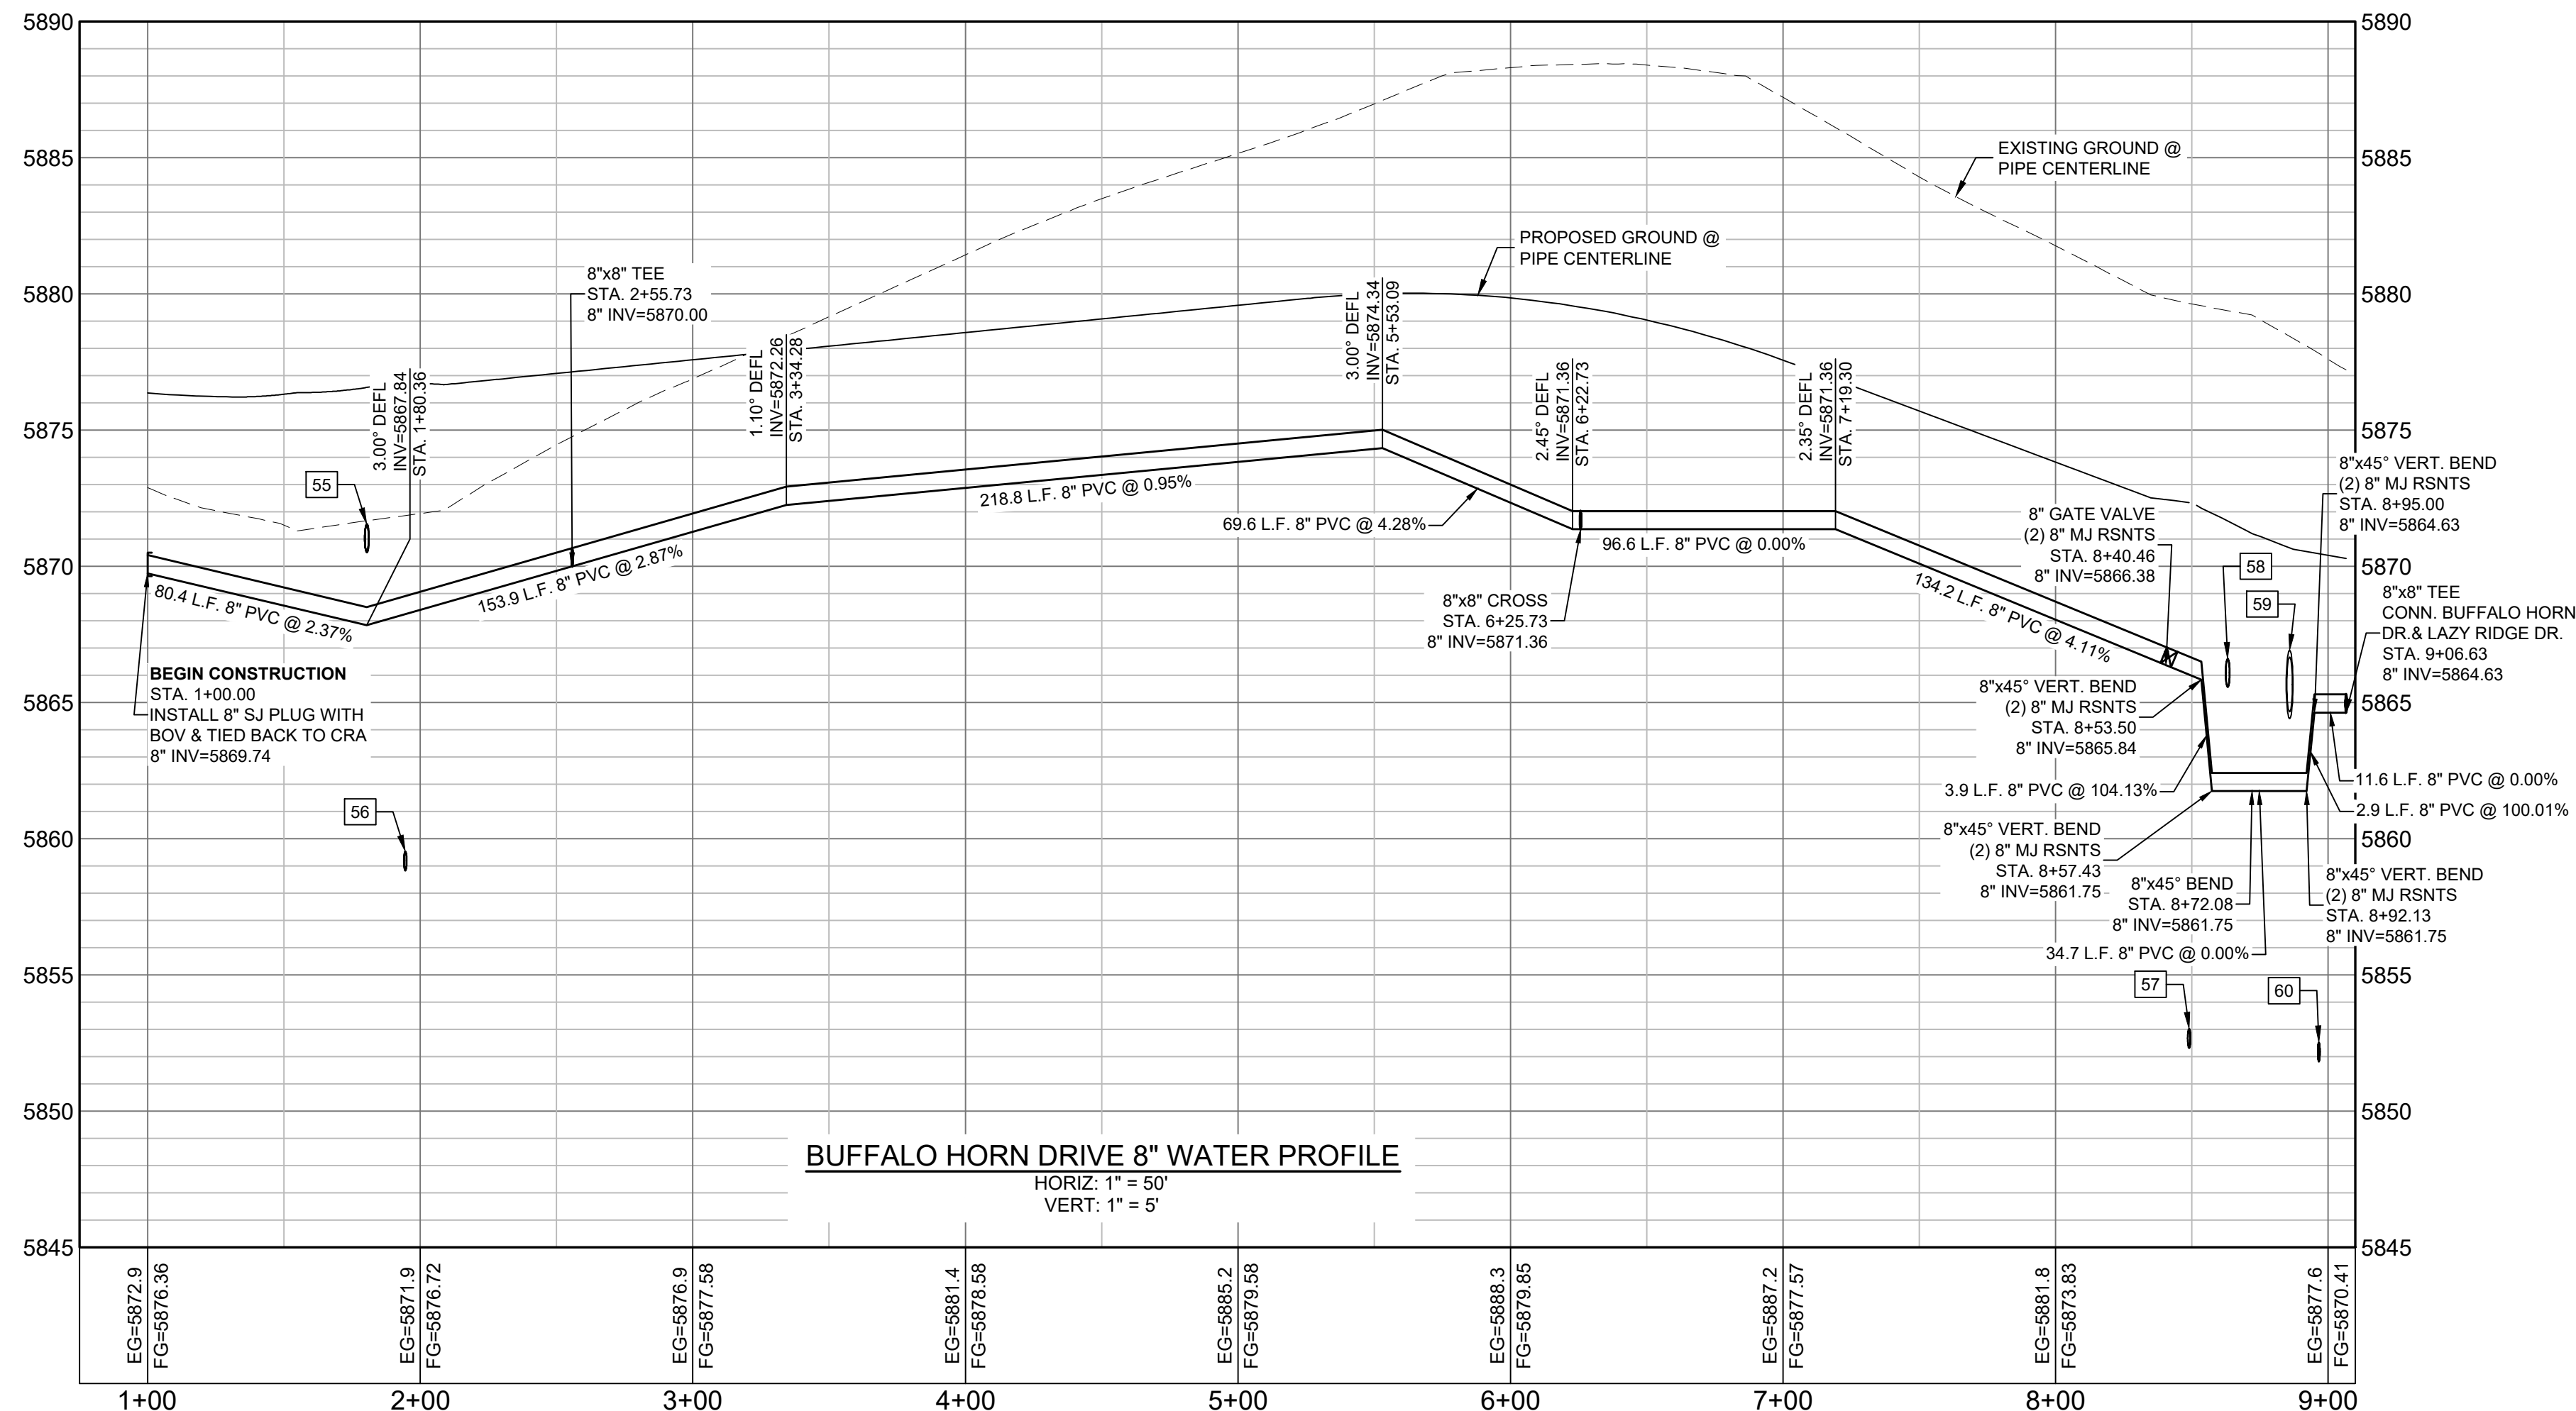 5890
5885
5880
5875
5870
5865
5860
5855
5850
5845
5890
5885
5880
5875
5870
5865
5860
5855
5850
5845
EXISTING GROUND @
PIPE CENTERLINE
PROPOSED GROUND @
PIPE CENTERLINE
8"x8" TEE
STA. 2+55.73
8" INV=5870.00
3.00° DEFL
INV=5867.84
STA. 1+80.36
1.10° DEFL
INV=5872.26
STA. 3+34.28
3.00° DEFL
INV=5874.34
STA. 5+53.09
2.45° DEFL
INV=5871.36
STA. 6+22.73
2.35° DEFL
INV=5871.36
STA. 7+19.30
55
56
80.4 L.F. 8" PVC @ 2.37%
153.9 L.F. 8" PVC @ 2.87%
218.8 L.F. 8" PVC @ 0.95%
69.6 L.F. 8" PVC @ 4.28%
96.6 L.F. 8" PVC @ 0.00%
134.2 L.F. 8" PVC @ 4.11%
BEGIN CONSTRUCTION
STA. 1+00.00
INSTALL 8" SJ PLUG WITH
BOV & TIED BACK TO CRA
8" INV=5869.74
8"x8" CROSS
STA. 6+25.73
8" INV=5871.36
8" GATE VALVE
(2) 8" MJ RSNTS
STA. 8+40.46
8" INV=5866.38
58
59
8"x45° VERT. BEND
(2) 8" MJ RSNTS
STA. 8+95.00
8" INV=5864.63
8"x8" TEE
CONN. BUFFALO HORN
DR.& LAZY RIDGE DR.
STA. 9+06.63
8" INV=5864.63
8"x45° VERT. BEND
(2) 8" MJ RSNTS
STA. 8+53.50
8" INV=5865.84
3.9 L.F. 8" PVC @ 104.13%
11.6 L.F. 8" PVC @ 0.00%
2.9 L.F. 8" PVC @ 100.01%
8"x45° VERT. BEND
(2) 8" MJ RSNTS
STA. 8+57.43
8" INV=5861.75
8"x45° BEND
STA. 8+72.08
8" INV=5861.75
34.7 L.F. 8" PVC @ 0.00%
8"x45° VERT. BEND
(2) 8" MJ RSNTS
STA. 8+92.13
8" INV=5861.75
57
60
BUFFALO HORN DRIVE 8" WATER PROFILE
HORIZ: 1" = 50'
VERT: 1" = 5'
EG=5872.9
FG=5876.36
EG=5871.9
FG=5876.72
EG=5876.9
FG=5877.58
EG=5881.4
FG=5878.58
EG=5885.2
FG=5879.58
EG=5888.3
FG=5879.85
EG=5887.2
FG=5877.57
EG=5881.8
FG=5873.83
EG=5877.6
FG=5870.41
1+00
2+00
3+00
4+00
5+00
6+00
7+00
8+00
9+00